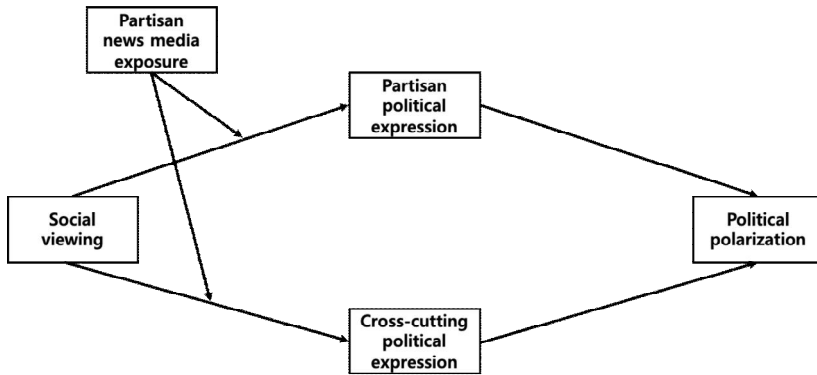 Partisan
news media
exposure
Partisan
political
expression
Social
viewing
Political
polarization
Cross-cutting
political
expression